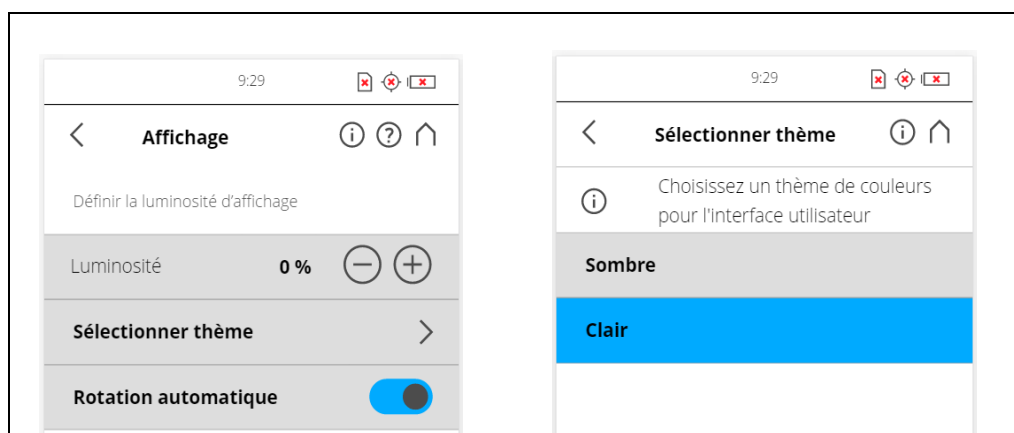 9:29
Affichage
Définir la luminosité d'affichage
Luminosité 0 %
Sélectionner thème
Rotation automatique
9:29
Sélectionner thème
Choisissez un thème de couleurs
pour l'interface utilisateur
Sombre
Clair